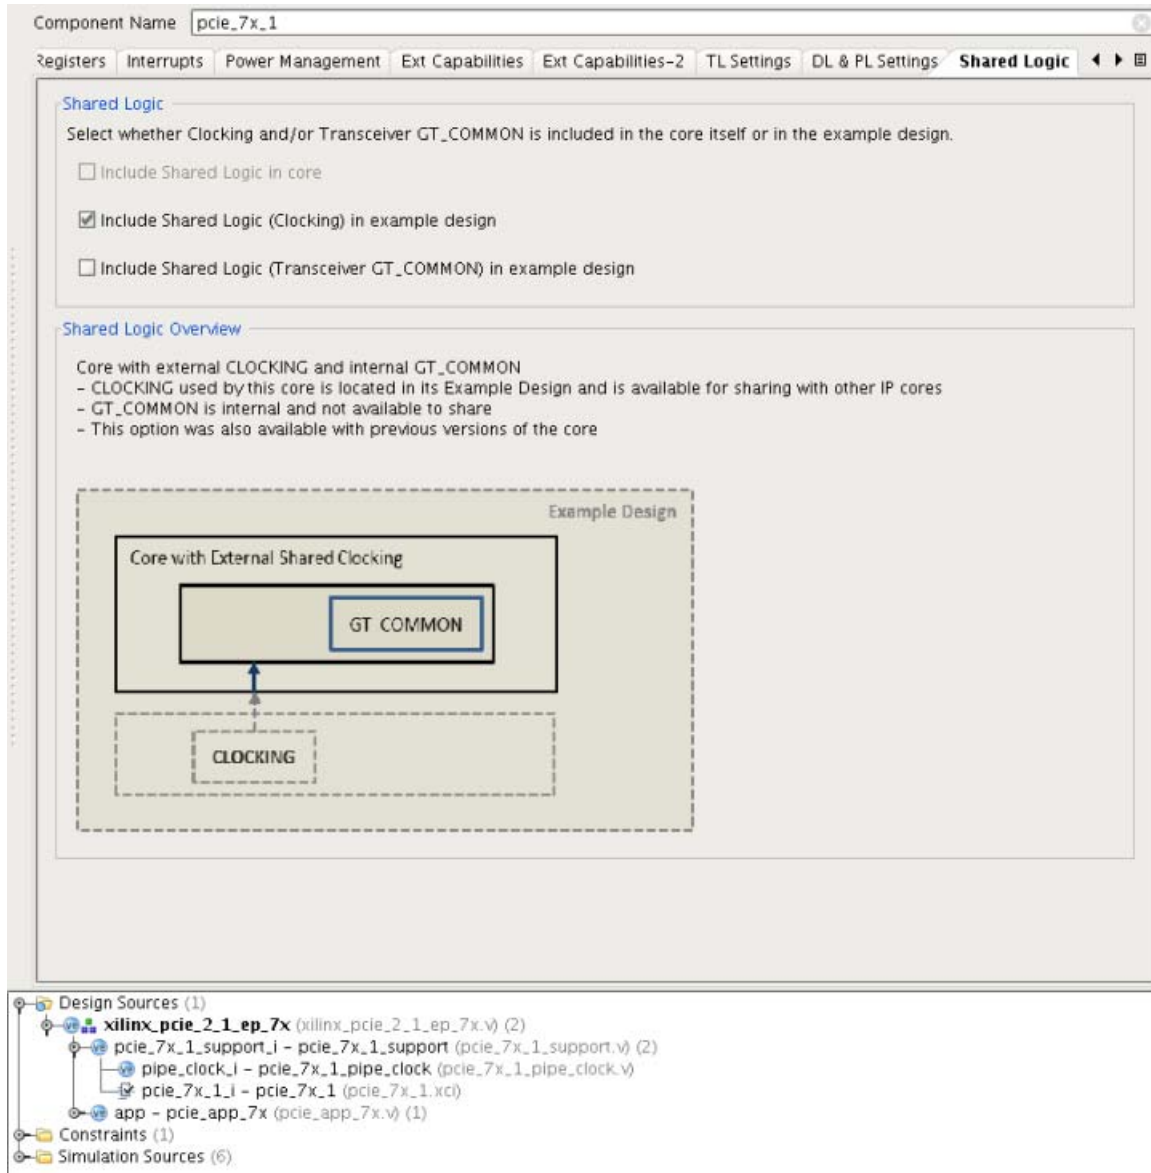 Component Name pcie_7x_1
Registers Interrupts Power Management Ext Capabilities Ext Capabilities-2 TL Settings DL & PL Settings Shared Logic
Shared Logic
Select whether Clocking and/or Transceiver GT_COMMON is included in the core itself or in the example design.
Include Shared Logic in core
Include Shared Logic (Clocking) in example design
Include Shared Logic (Transceiver GT_COMMON) in example design
Shared Logic Overview
Core with external CLOCKING and internal GT_COMMON
- CLOCKING used by this core is located in its Example Design and is available for sharing with other IP cores
- GT_COMMON is internal and not available to share
- This option was also available with previous versions of the core
Example Design
Core with External Shared Clocking
GT COMMON
CLOCKING
Design Sources (1)
xilinx_pcie_2_1_ep_7x (xilinx_pcie_2_1_ep_7x.v) (2)
pcie_7x_1_support_i - pcie_7x_1_support (pcie_7x_1_support.v) (2)
pipe_clock_i - pcie_7x_1_pipe_clock (pcie_7x_1_pipe_clock.v)
pcie_7x_1_i - pcie_7x_1 (pcie_7x_1.xci)
app - pcie_app_7x (pcie_app_7x.v) (1)
Constraints (1)
Simulation Sources (6)